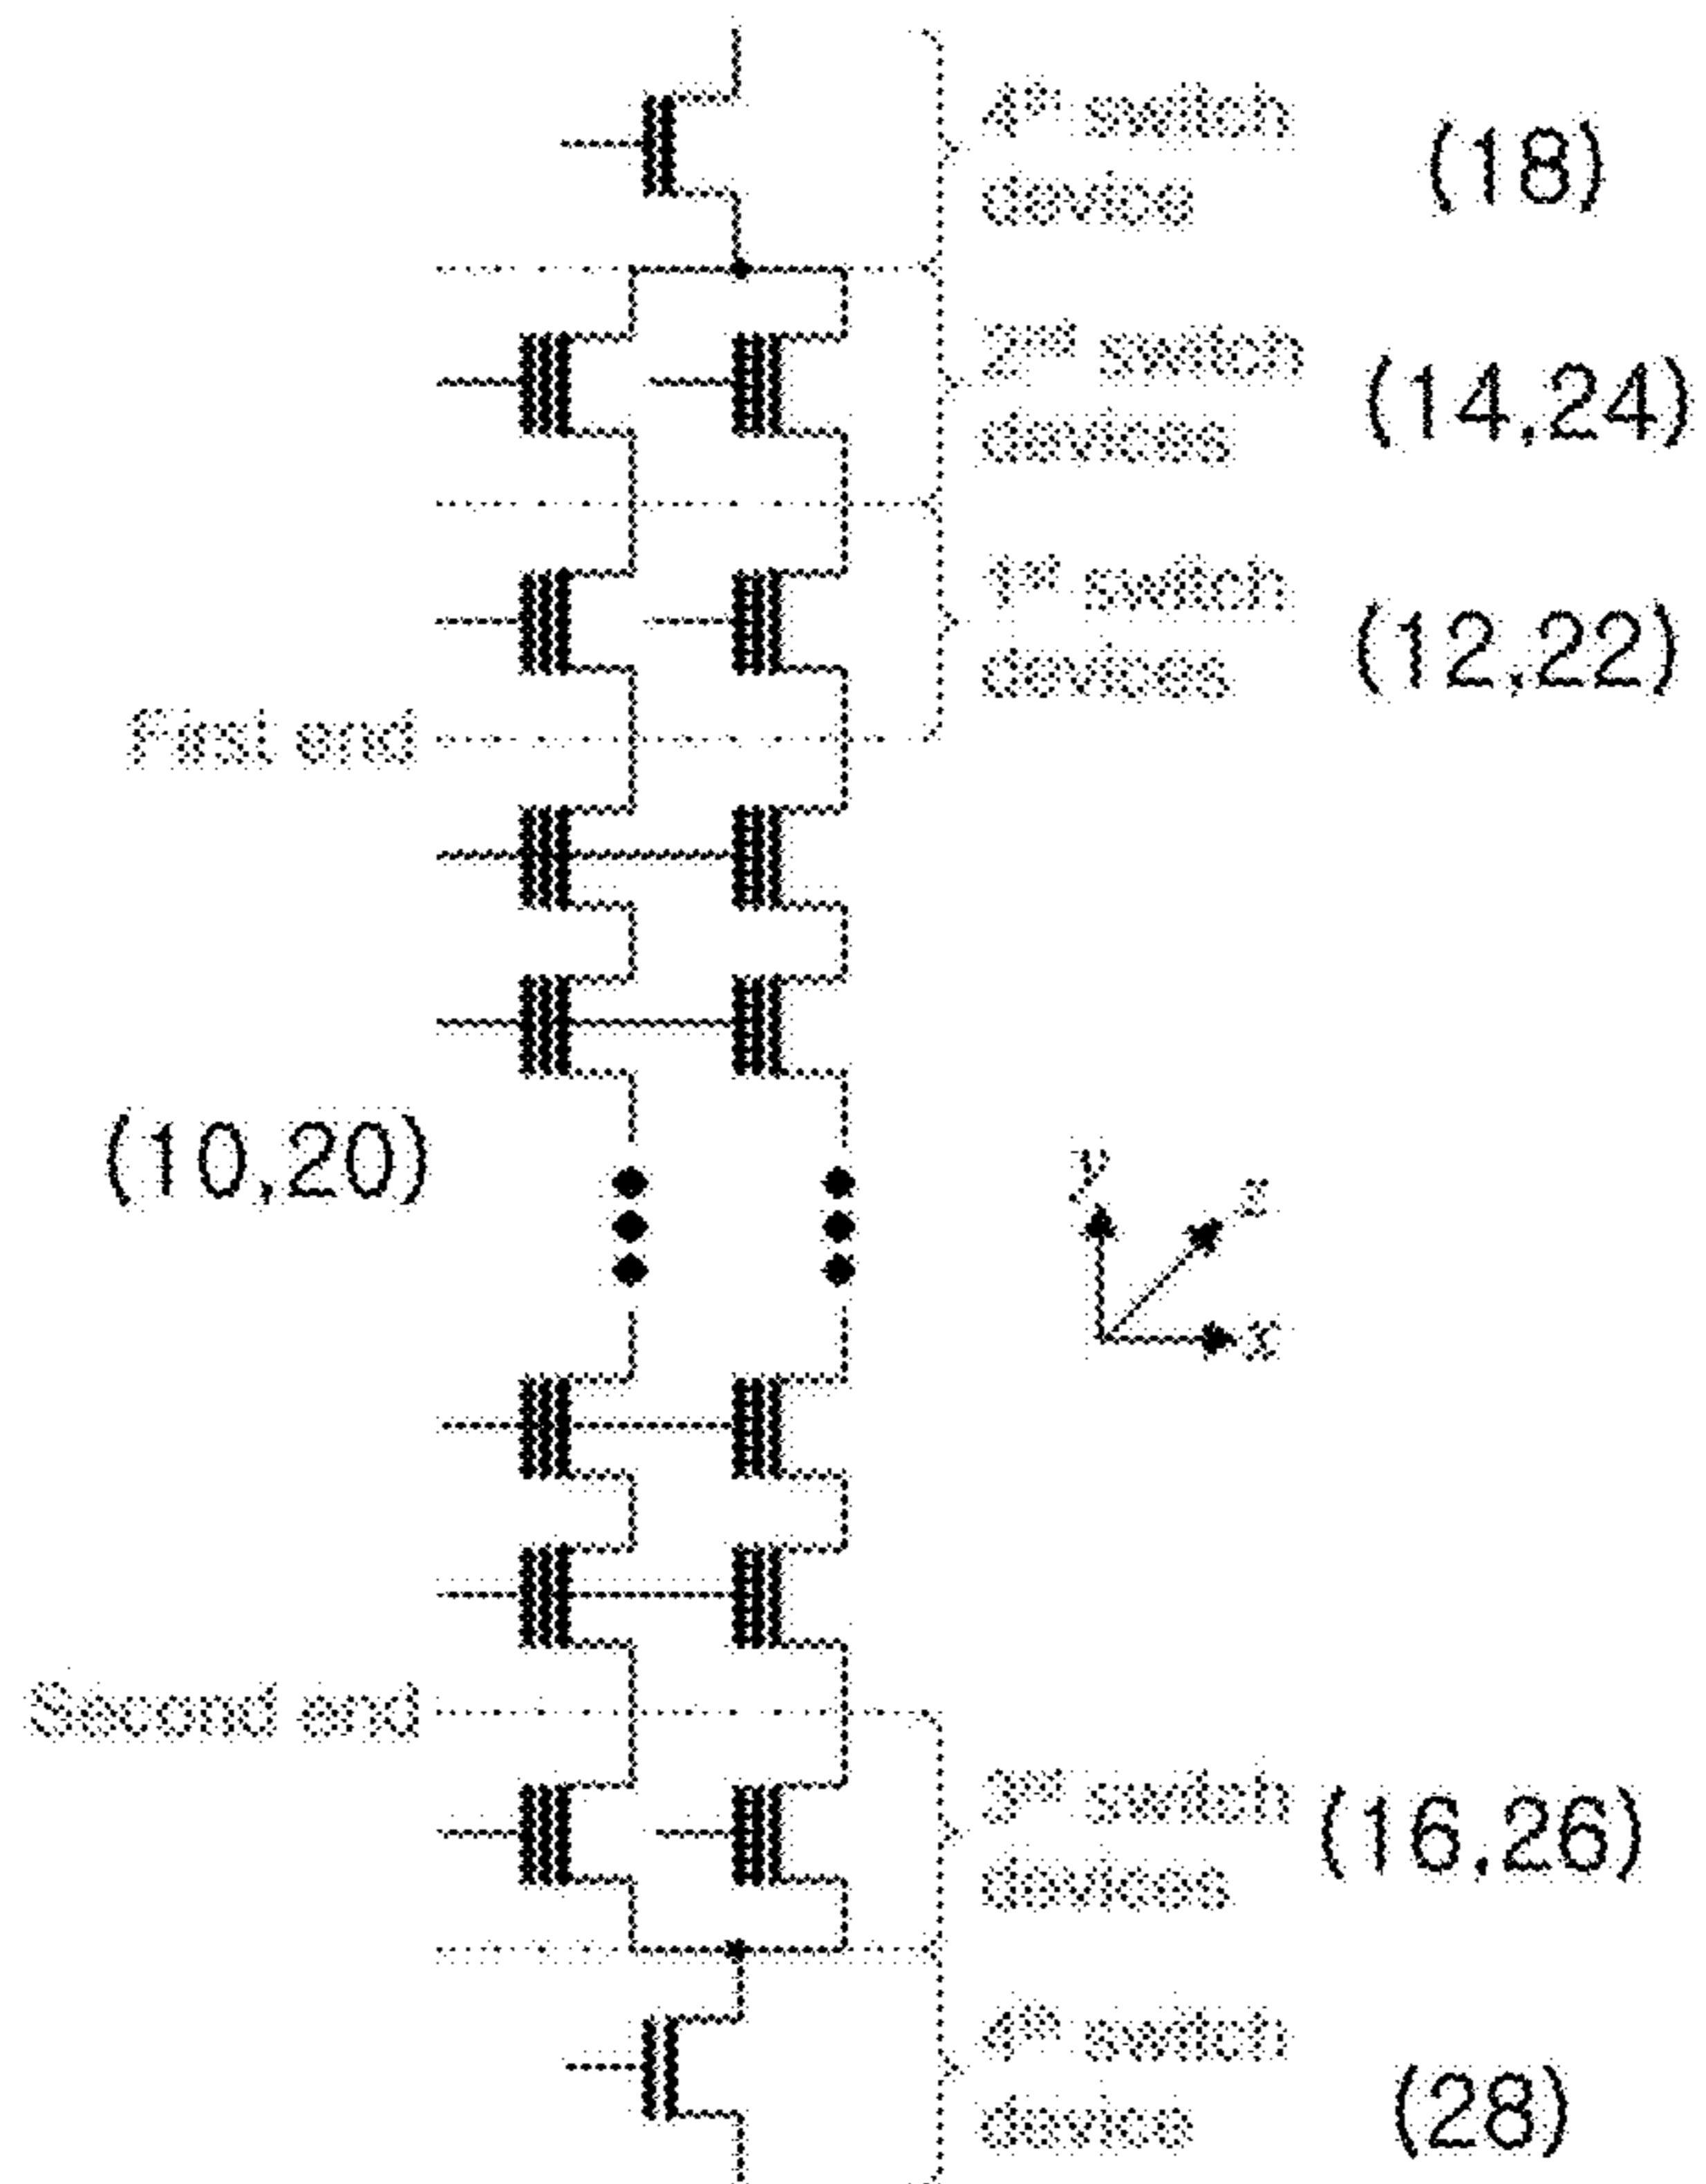 4th switch
device
(18)
2nd switch
devices
(14,24)
1st switch
devices
(12,22)
First end
(10,20)
y
z
x
Second end
3rd switch
devices
(16,26)
4th switch
device
(28)